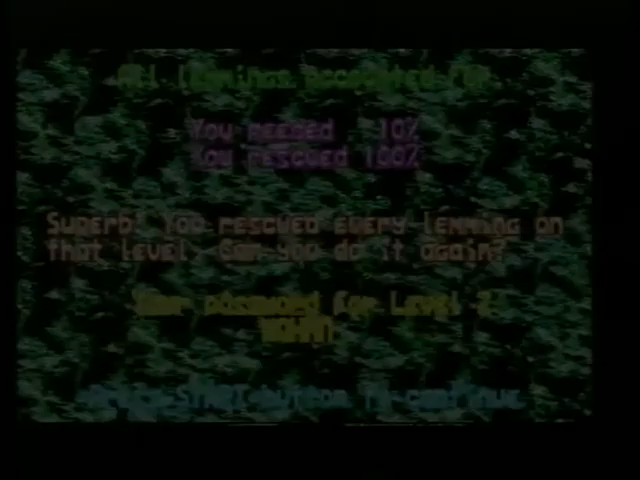 All lemmings accounted for.
You needed 10%
You rescued 100%
Superb! You rescued every lemming on
that level. Can you do it again?
Your password for Level 2
Press START button to continue